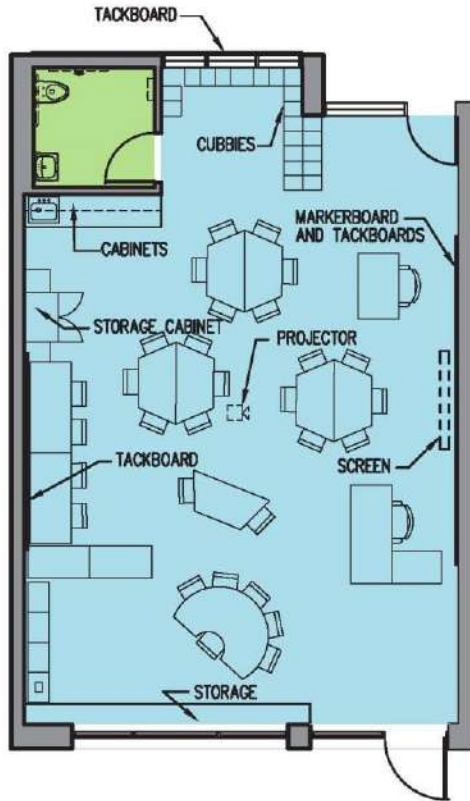 TACKBOARD
CUBBIES
MARKERBOARD
AND TACKBOARDS
CABINETS
STORAGE CABINET
PROJECTOR
TACKBOARD
SCREEN
STORAGE